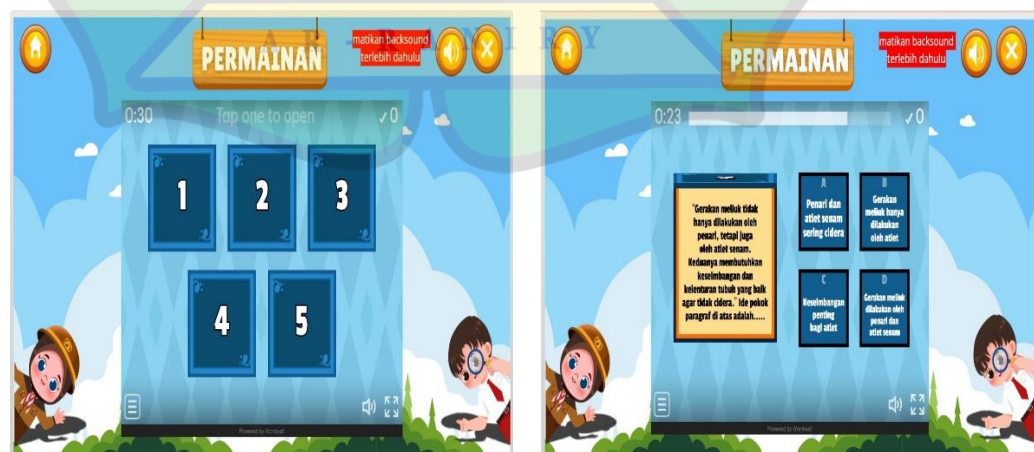 AR-RANIRY
PERMAINAN
matikan backsound
terlebih dahulu
0:30
Tap one to open
✓0
1
2
3
4
5
Powered by Wordwall
PERMAINAN
matikan backsound
terlebih dahulu
0:23
✓0
"Gerakan meliuk tidak
hanya dilakukan oleh
penari, tetapi juga
oleh atlet senam.
Keduanya membutuhkan
keseimbangan dan
kelenturan tubuh yang baik
agar tidak cidera." Ide pokok
paragraf di atas adalah.....
A
Penari dan
atlet senam
sering cidera
B
Gerakan
meliuk hanya
dilakukan
oleh atlet
C
Keseimbangan
penting
bagi atlet
D
Gerakan meliuk
dilakukan oleh
penari dan
atlet senam
Powered by Wordwall